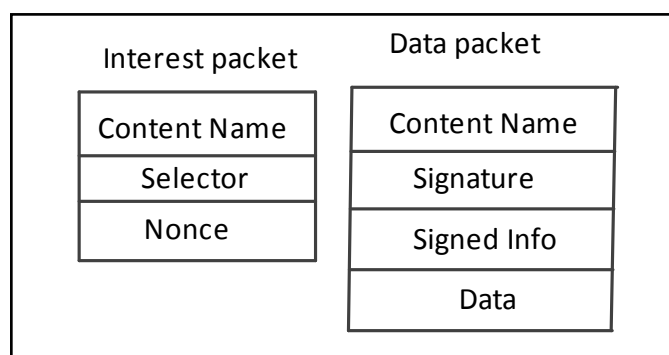 Interest packet
Content Name
Selector
Nonce
Data packet
Content Name
Signature
Signed Info
Data